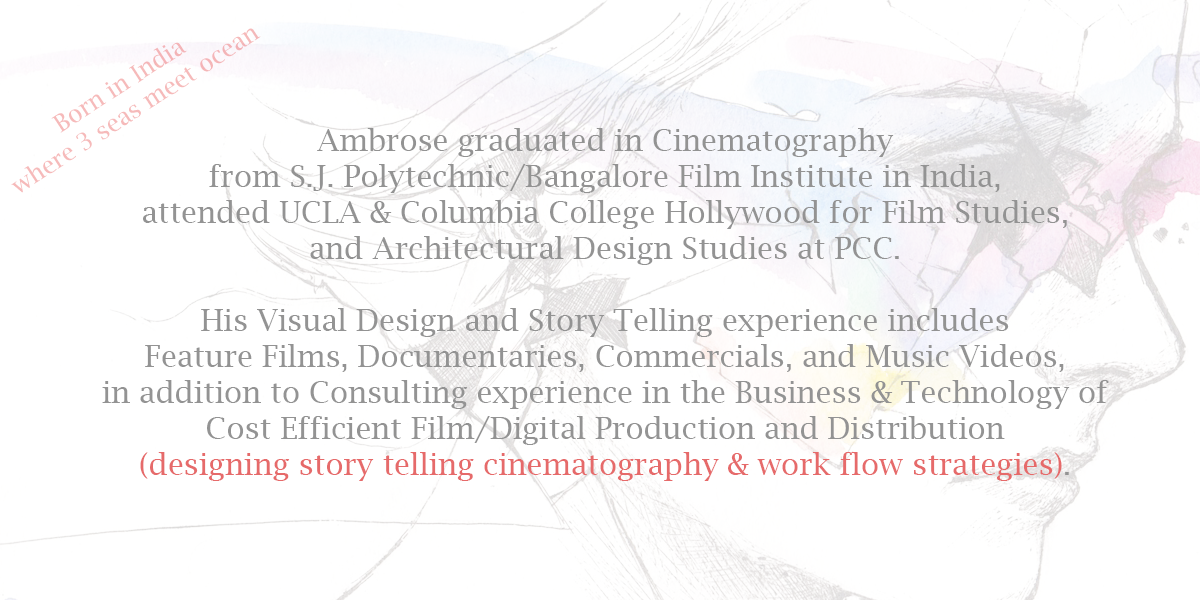 Born in India
where 3 seas meet ocean
Ambrose graduated in Cinematography
from S.J. Polytechnic/Bangalore Film Institute in India,
attended UCLA & Columbia College Hollywood for Film Studies,
and Architectural Design Studies at PCC.
His Visual Design and Story Telling experience includes
Feature Films, Documentaries, Commercials, and Music Videos,
in addition to Consulting experience in the Business & Technology of
Cost Efficient Film/Digital Production and Distribution
(designing story telling cinematography & work flow strategies).